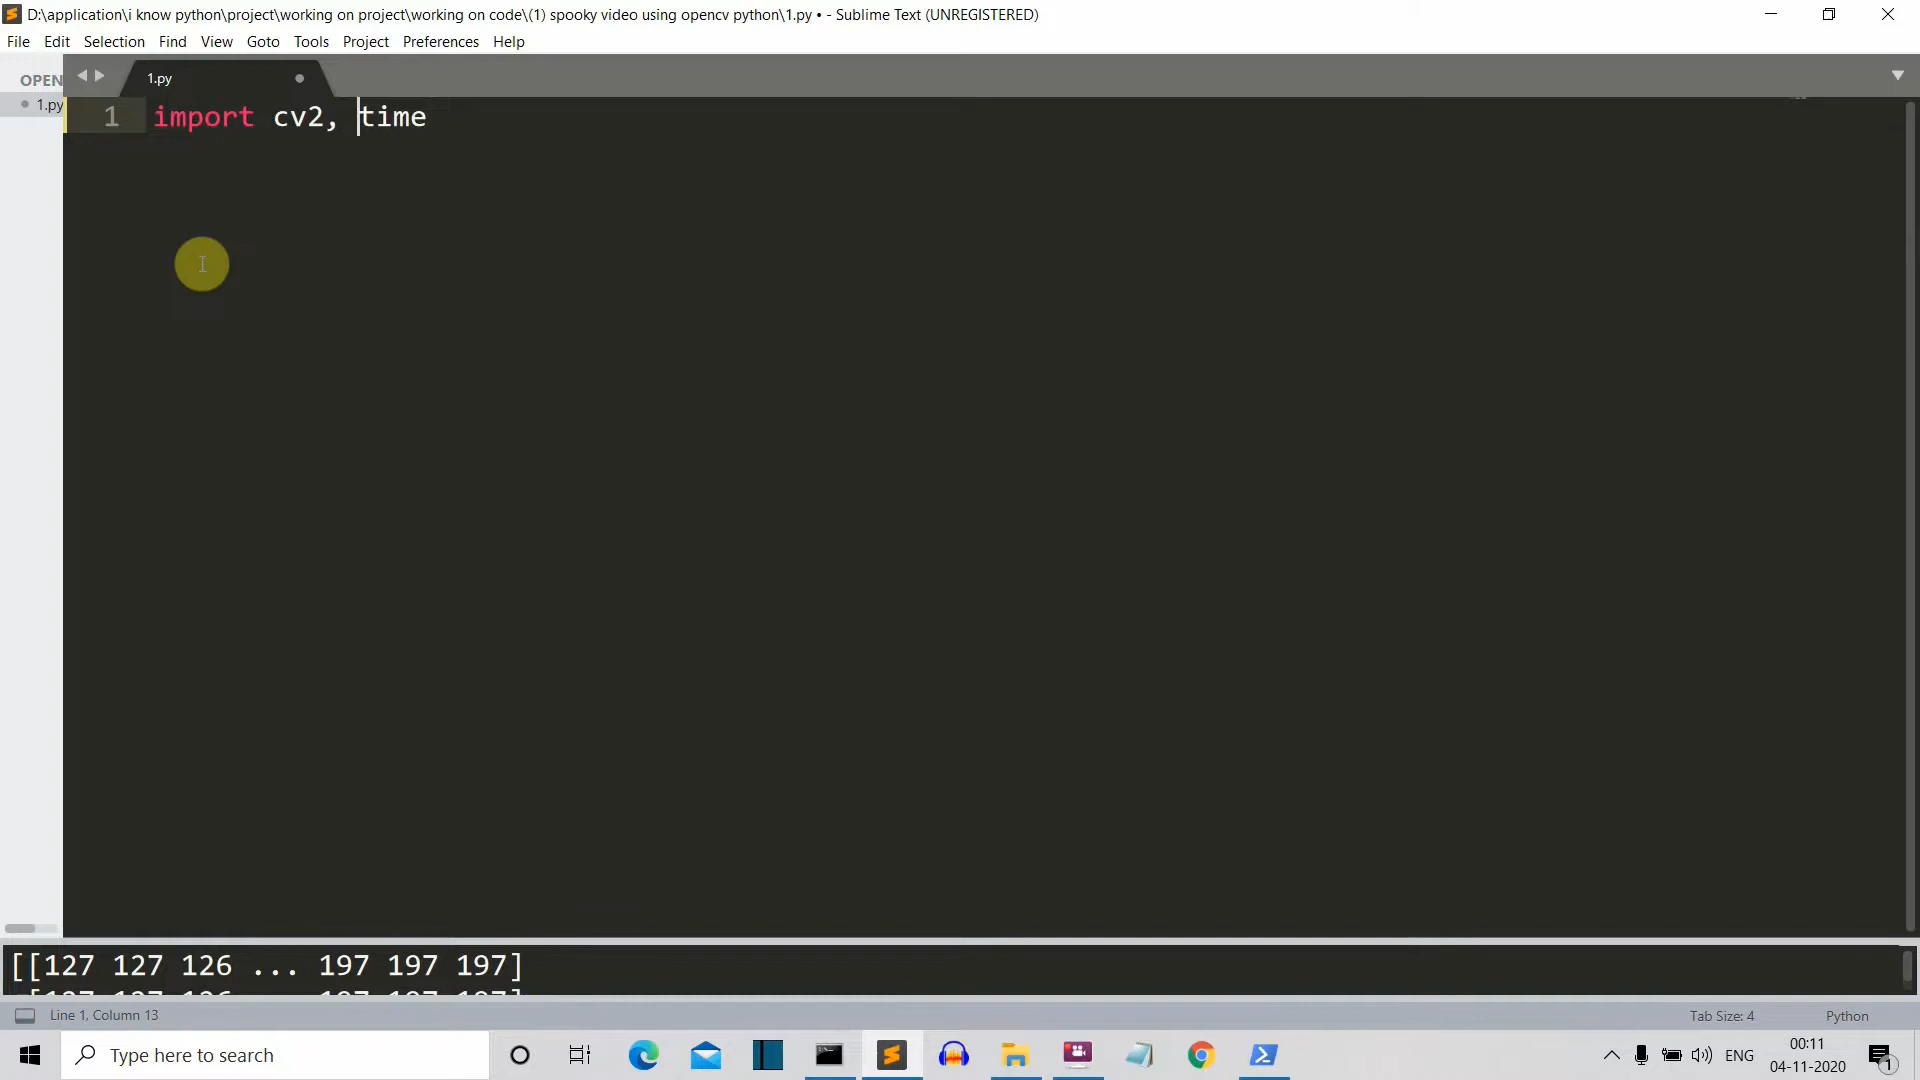 D:\application\i know python\project\working on project\working on code\(1) spooky video using opencv python\1.py • - Sublime Text (UNREGISTERED)
File Edit Selection Find View Goto Tools Project Preferences Help
OPEN
1.py
1.py
1 import cv2, time
[[127 127 126 ... 197 197 197]
Line 1, Column 13
Tab Size: 4
Python
Type here to search
ENG
00:11
04-11-2020
1